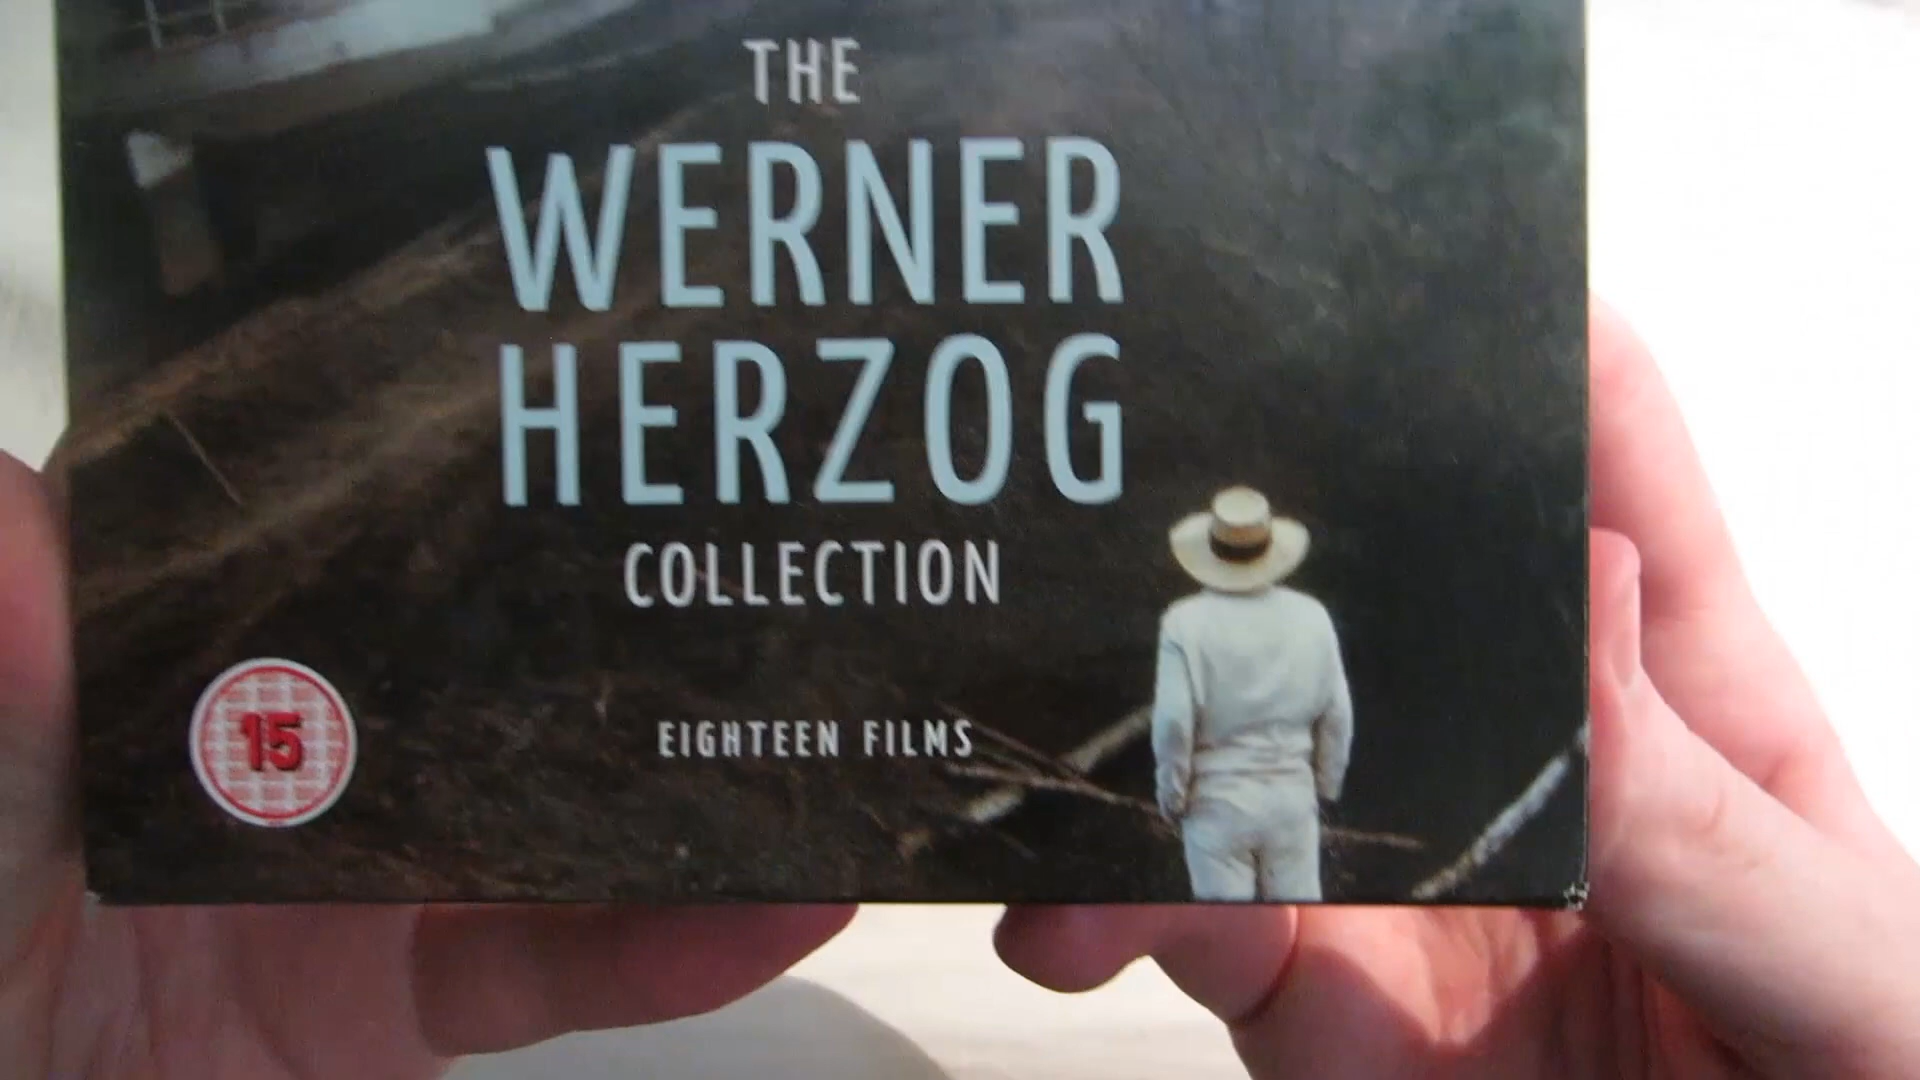 THE
WERNER
HERZOG
COLLECTION
EIGHTEEN FILMS
15